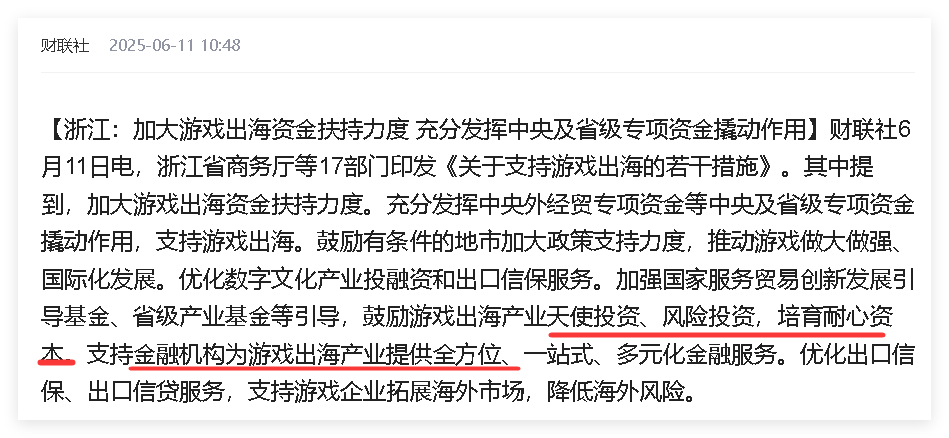 财联社 2025-06-11 10:48
【浙江：加大游戏出海资金扶持力度 充分发挥中央及省级专项资金撬动作用】财联社6
月11日电，浙江省商务厅等17部门印发《关于支持游戏出海的若干措施》。其中提
到，加大游戏出海资金扶持力度。充分发挥中央外经贸专项资金等中央及省级专项资金
撬动作用，支持游戏出海。鼓励有条件的地市加大政策支持力度，推动游戏做大做强、
国际化发展。优化数字文化产业投融资和出口信保服务。加强国家服务贸易创新发展引
导基金、省级产业基金等引导，鼓励游戏出海产业天使投资、风险投资，培育耐心资
本。支持金融机构为游戏出海产业提供全方位、一站式、多元化金融服务。优化出口信
保、出口信贷服务，支持游戏企业拓展海外市场，降低海外风险。